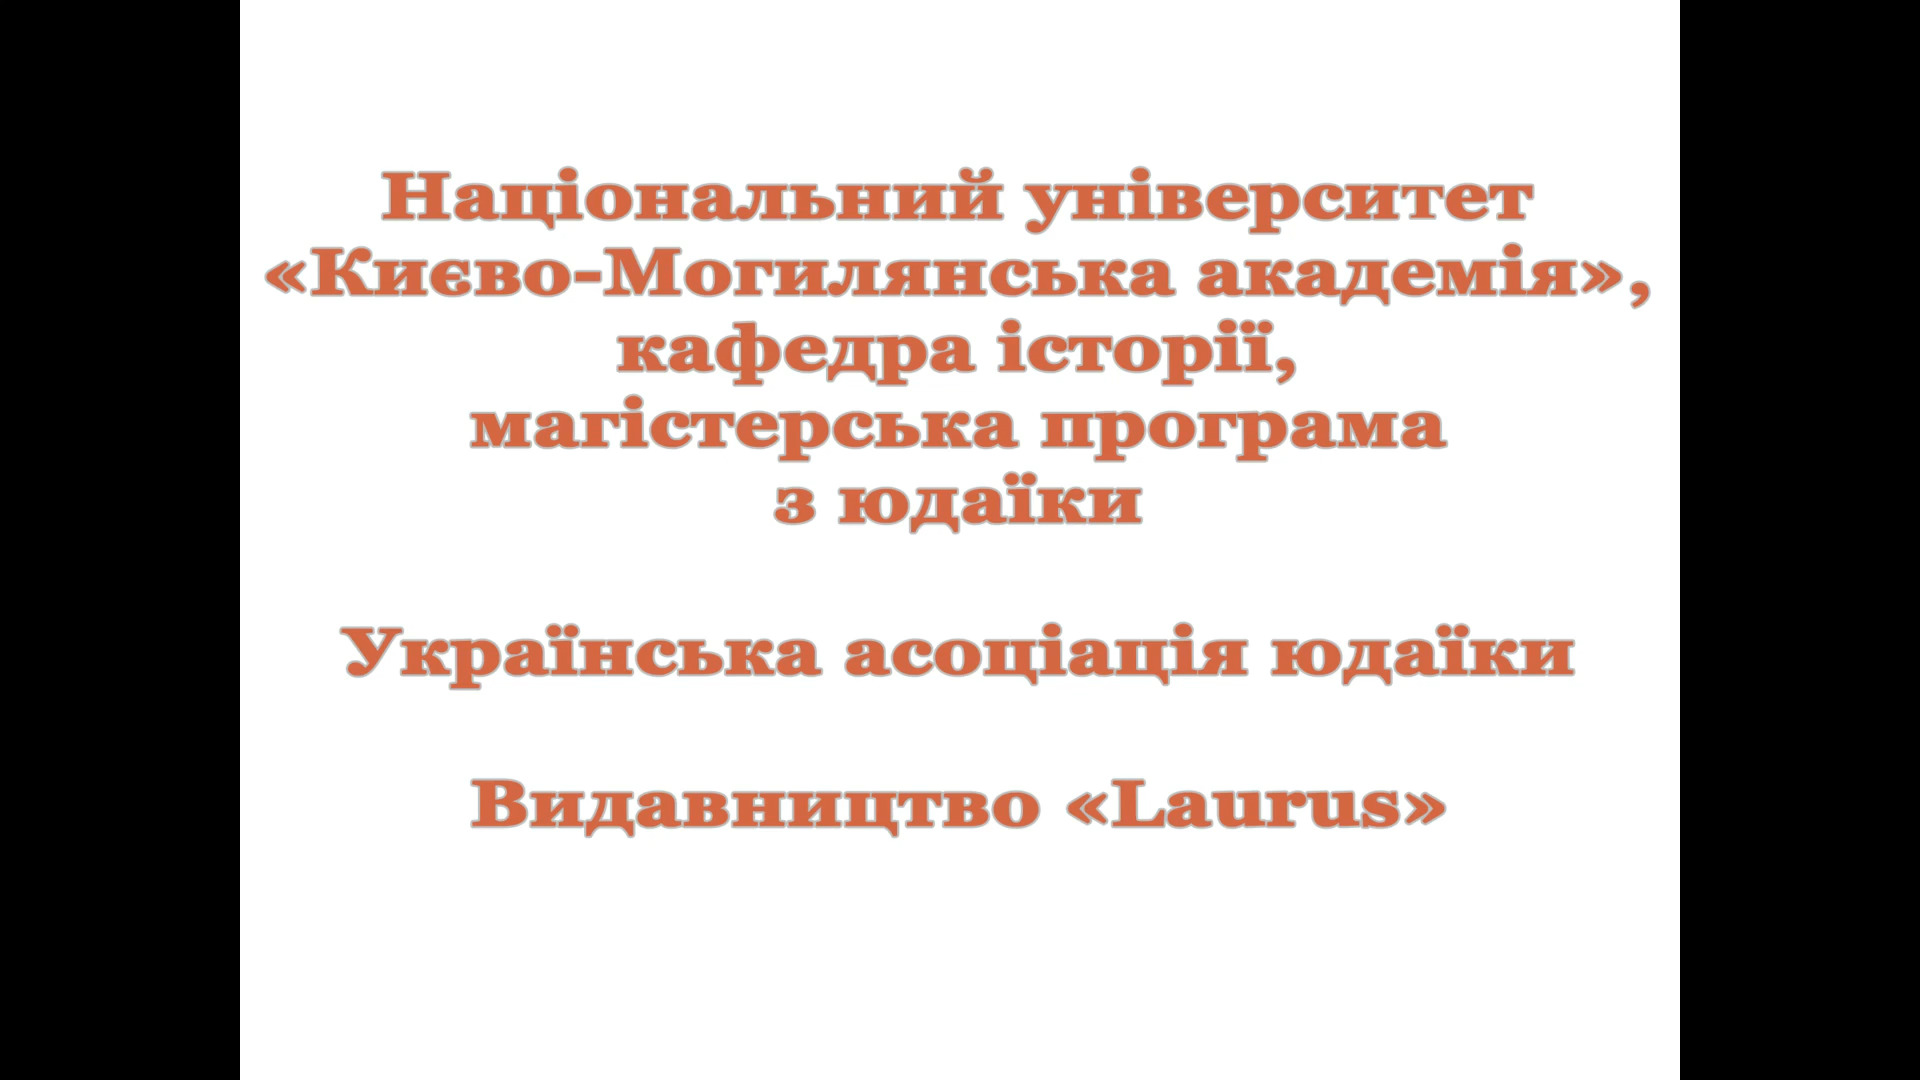 Національний університет
«Києво-Могилянська академія»,
кафедра історії,
магістерська програма
з юдаїки
Українська асоціація юдаїки
Видавництво «Laurus»